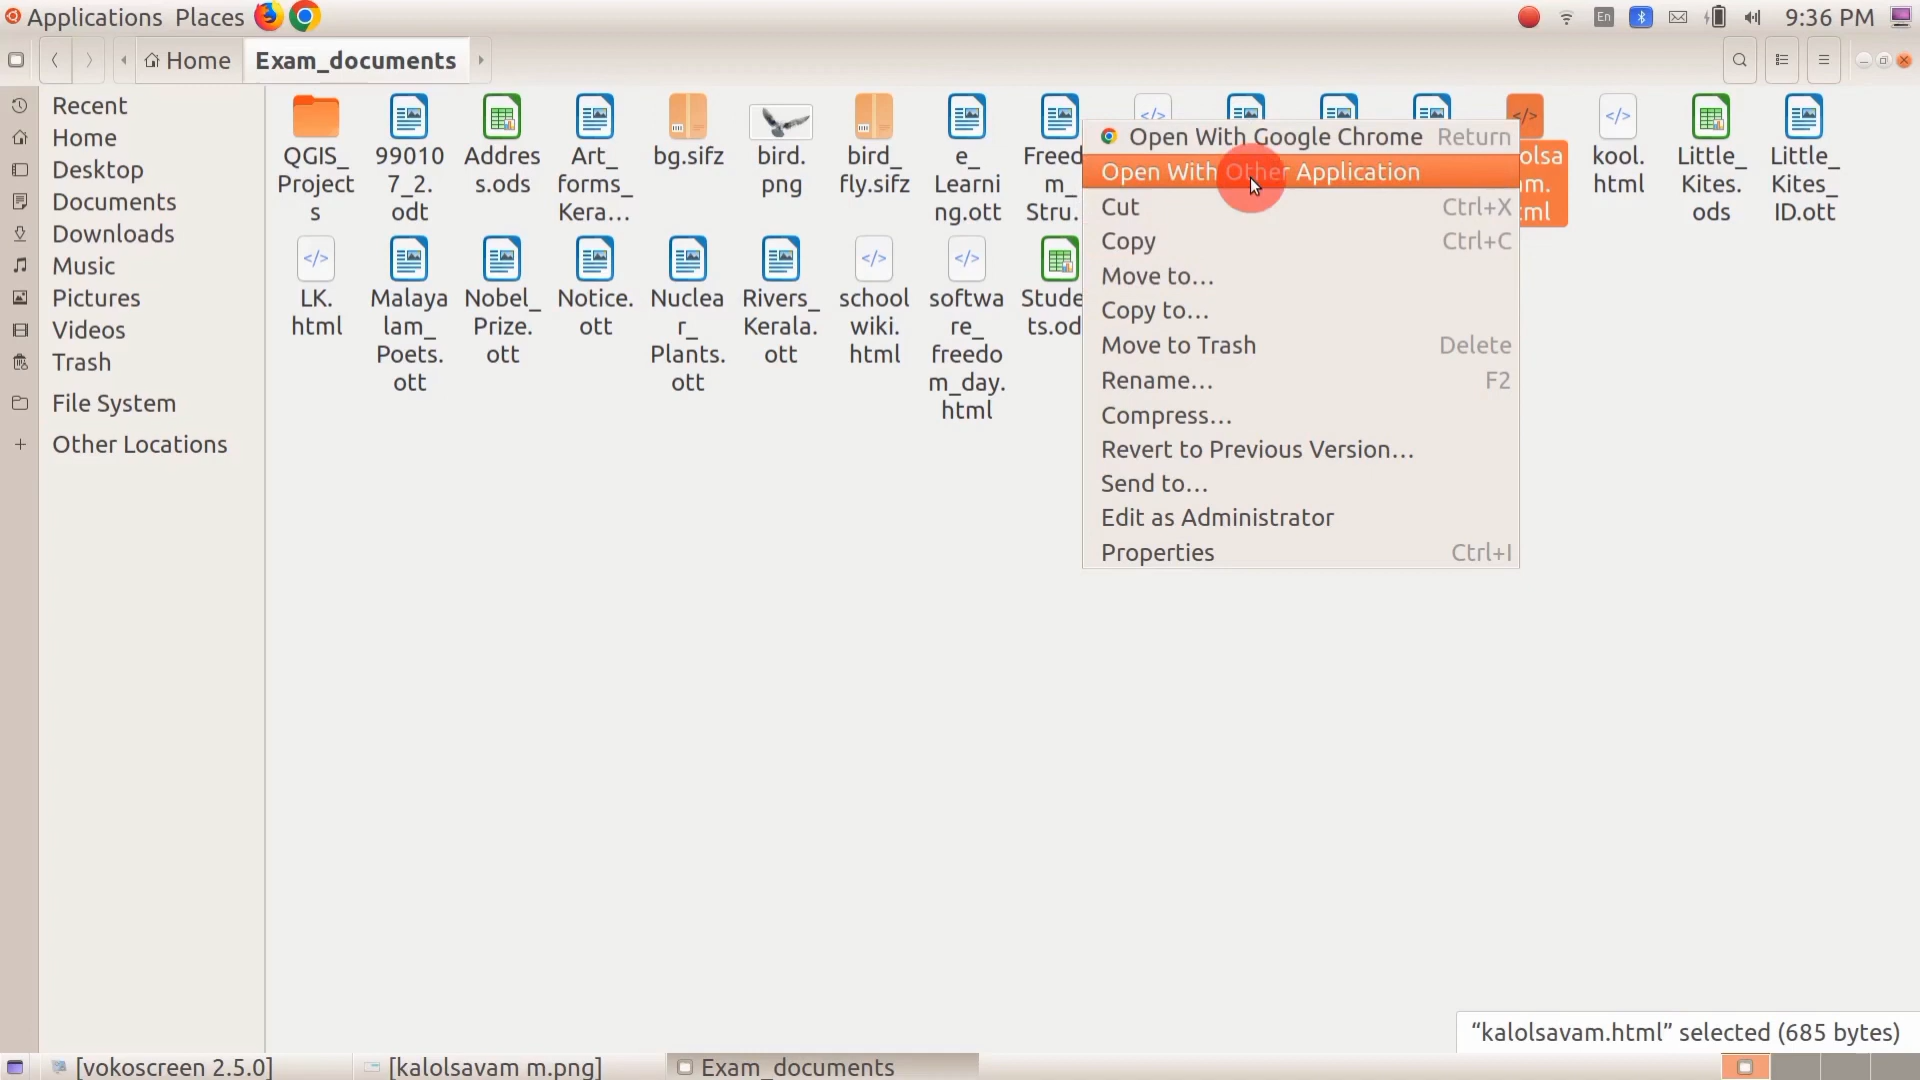 Applications Places
En
9:36 PM
Home
Exam_documents
Recent
Home
Desktop
Documents
Downloads
Music
Pictures
Videos
Trash
File System
Other Locations
QGIS_
Project
s
99010
7_2.
odt
Addres
s.ods
Art_
forms_
Kera...
bg.sifz
bird.
png
bird_
fly.sifz
e_
Learni
ng.ott
Freed
m_
Stru.
olsa
m.
ml
kool.
html
Little_
Kites.
ods
Little_
Kites_
ID.ott
LK.
html
Malaya
lam_
Poets.
ott
Nobel_
Prize.
ott
Notice.
ott
Nuclea
r_
Plants.
ott
Rivers_
Kerala.
ott
school
wiki.
html
softwa
re_
freedo
m_day.
html
Stude
ts.od
Open With Google Chrome Return
Open With Other Application
Cut Ctrl+X
Copy Ctrl+C
Move to...
Copy to...
Move to Trash Delete
Rename... F2
Compress...
Revert to Previous Version...
Send to...
Edit as Administrator
Properties Ctrl+I
“kalolsavam.html” selected (685 bytes)
[vokoscreen 2.5.0]
[kalolsavam m.png]
Exam_documents